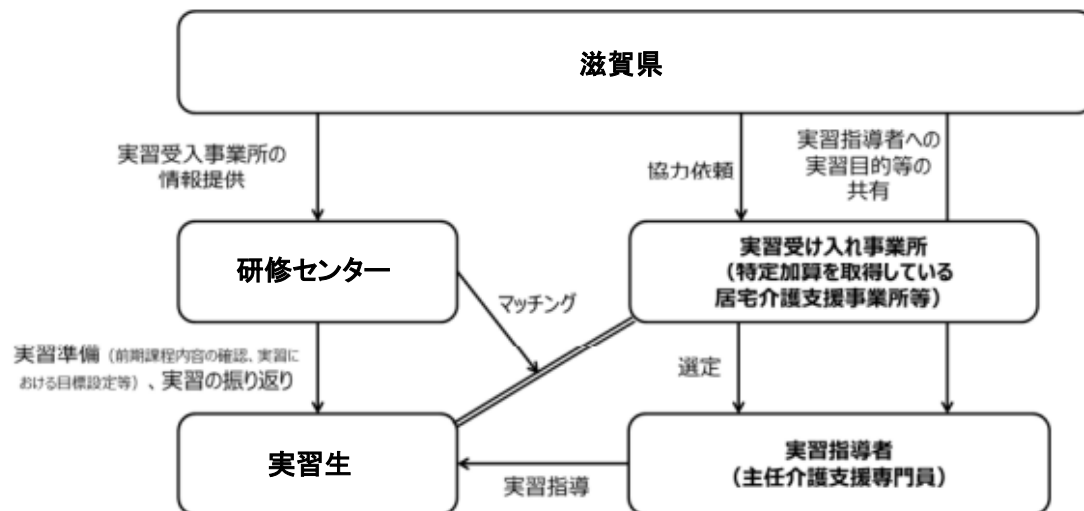 滋賀県
実習受入事業所の
情報提供
協力依頼
実習指導者への
実習目的等の
共有
研修センター
マッチング
実習受け入れ事業所
（特定加算を取得している
居宅介護支援事業所等）
実習準備（前期課程内容の確認、実習に
おける目標設定等）、実習の振り返り
選定
実習生
実習指導
実習指導者
（主任介護支援専門員）